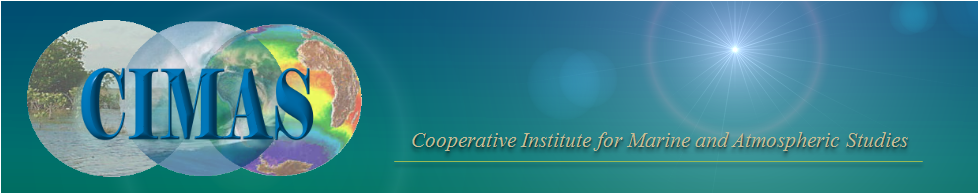 CIMAS
Cooperative Institute for Marine and Atmospheric Studies